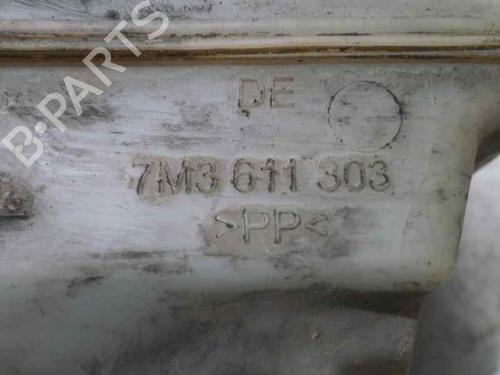 B-PARTS
DE
7M3 611 303
>PP<